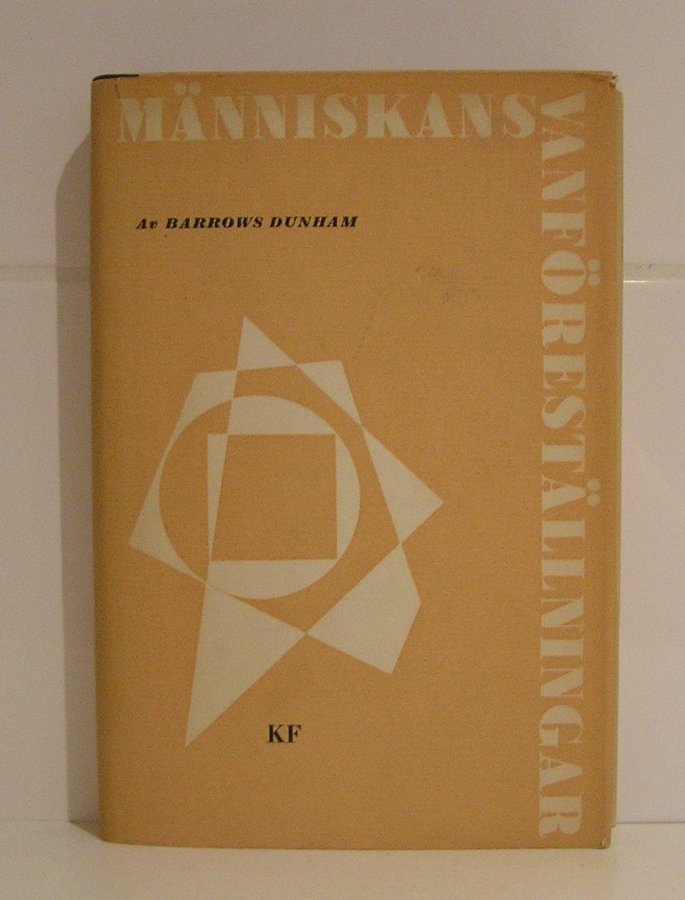 MÄNNISKANS
VANFÖRESTÄLLNINGAR
Av BARROWS DUNHAM
KF